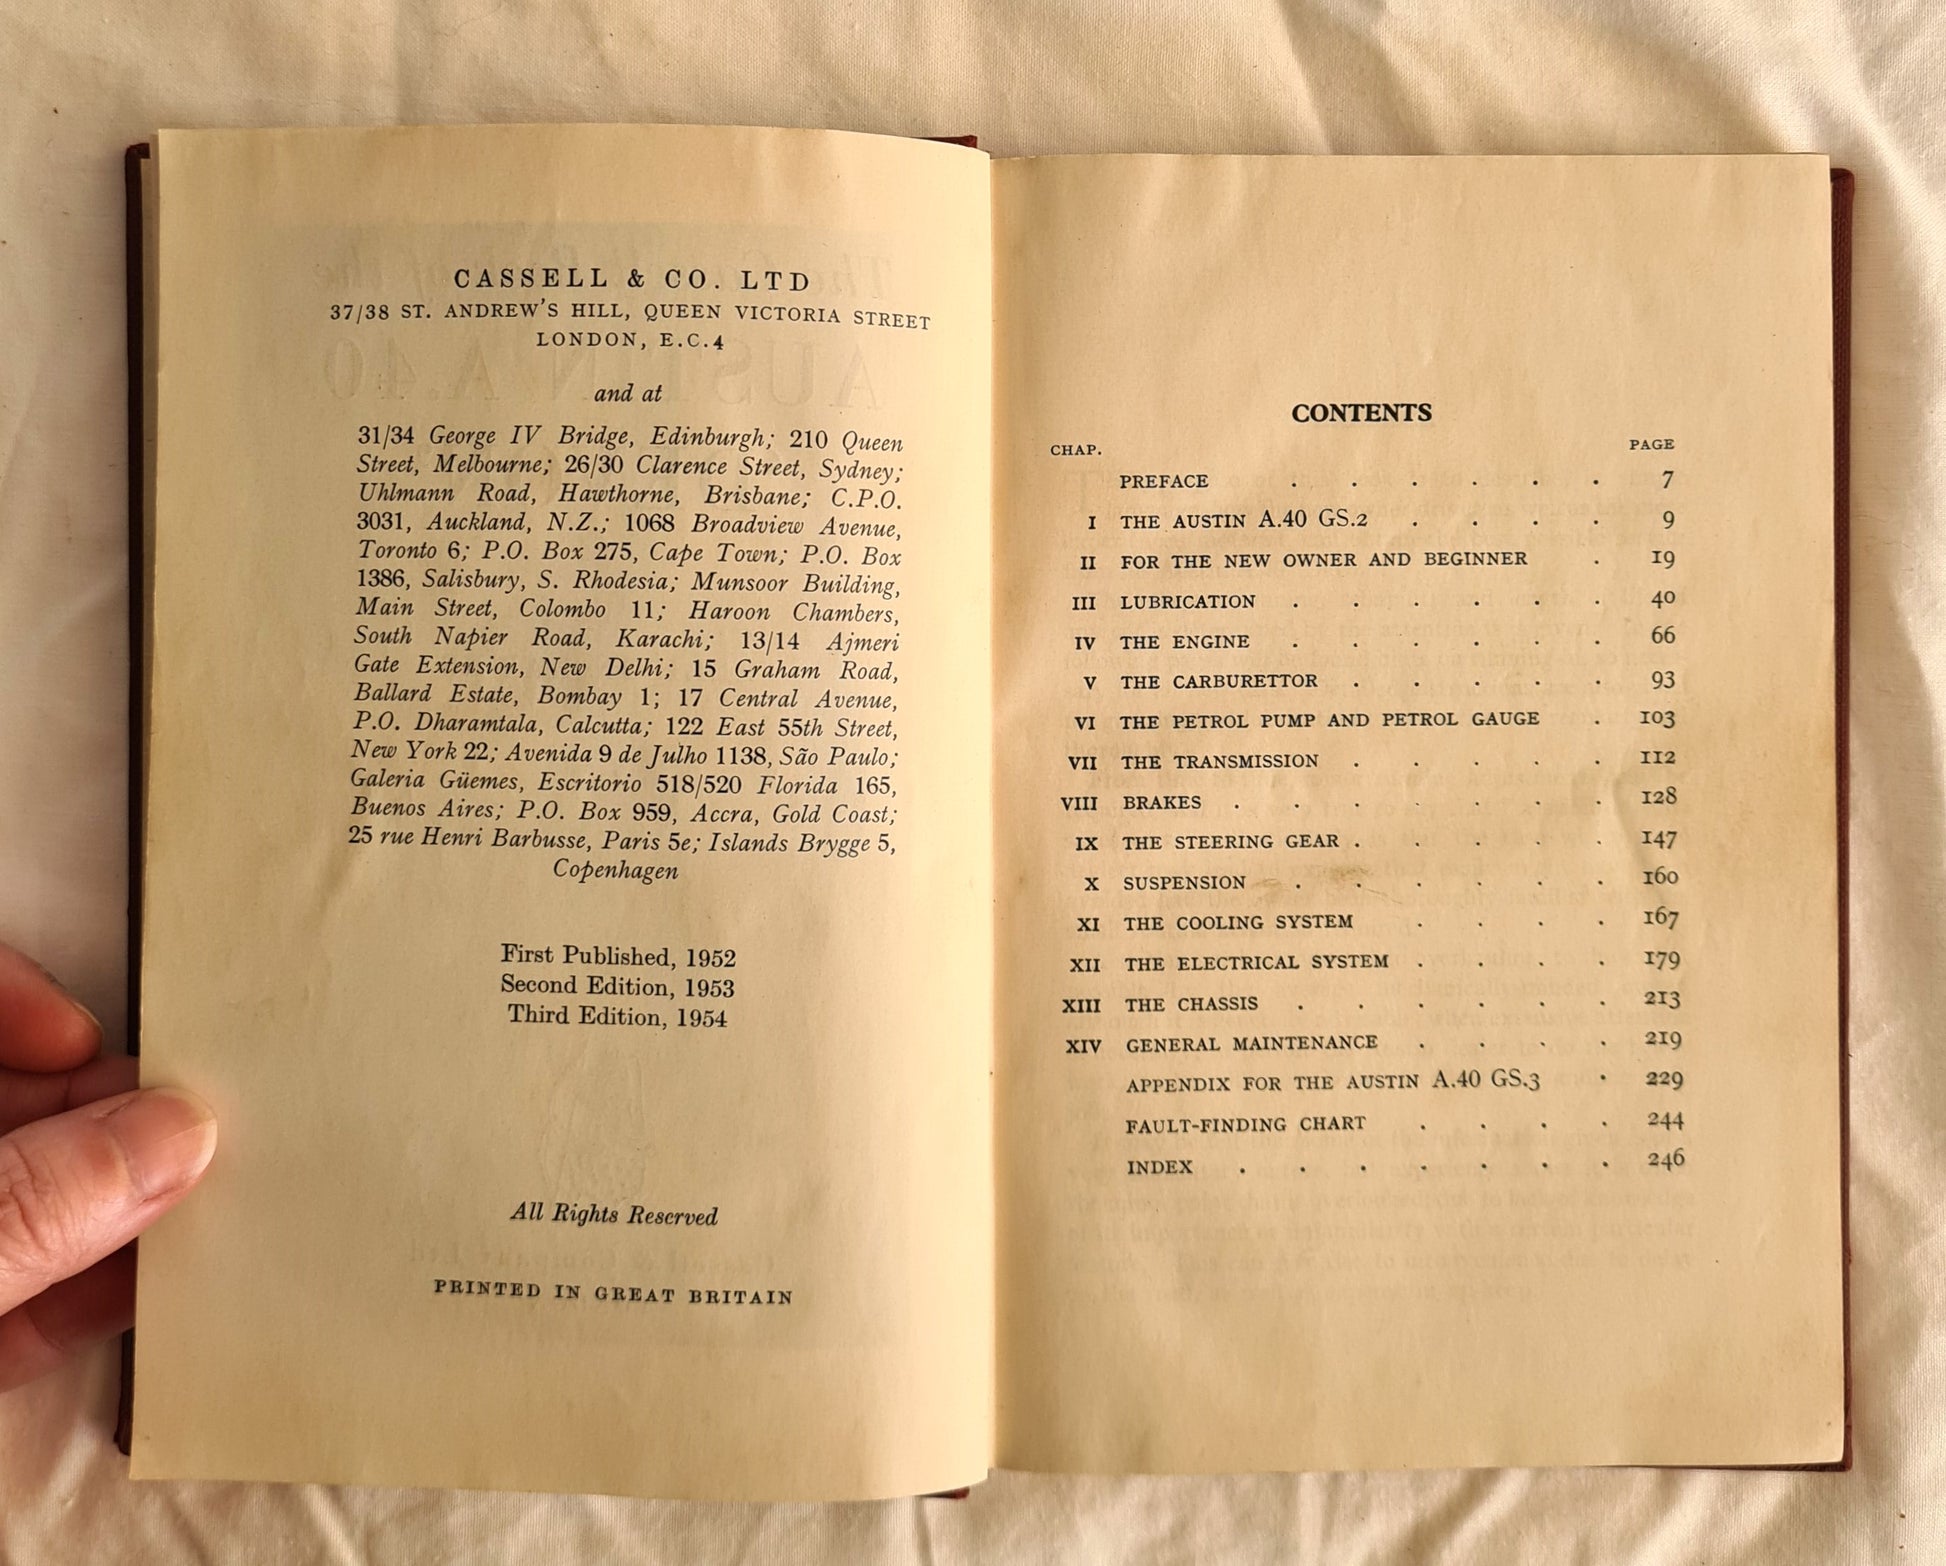 CASSELL & CO. LTD
37/38 ST. ANDREW'S HILL, QUEEN VICTORIA STREET
LONDON, E.C.4
and at
31/34 George IV Bridge, Edinburgh; 210 Queen
Street, Melbourne; 26/30 Clarence Street, Sydney;
Uhlmann Road, Hawthorne, Brisbane; C.P.O.
3031, Auckland, N.Z.; 1068 Broadview Avenue,
Toronto 6; P.O. Box 275, Cape Town; P.O. Box
1386, Salisbury, S. Rhodesia; Munsoor Building,
Main Street, Colombo 11; Haroon Chambers,
South Napier Road, Karachi; 13/14 Ajmeri
Gate Extension, New Delhi; 15 Graham Road,
Ballard Estate, Bombay 1; 17 Central Avenue,
P.O. Dharamtala, Calcutta; 122 East 55th Street,
New York 22; Avenida 9 de Julho 1138, São Paulo;
Galeria Güemes, Escritorio 518/520 Florida 165,
Buenos Aires; P.O. Box 959, Accra, Gold Coast;
25 rue Henri Barbusse, Paris 5e; Islands Brygge 5,
Copenhagen
First Published, 1952
Second Edition, 1953
Third Edition, 1954
All Rights Reserved
PRINTED IN GREAT BRITAIN
CONTENTS
CHAP. PAGE
PREFACE . . . . . . 7
I THE AUSTIN A.40 GS.2 . . . . 9
II FOR THE NEW OWNER AND BEGINNER . 19
III LUBRICATION . . . . . . 40
IV THE ENGINE . . . . . . 66
V THE CARBURETTOR . . . . . 93
VI THE PETROL PUMP AND PETROL GAUGE . 103
VII THE TRANSMISSION . . . . . 112
VIII BRAKES . . . . . . . 128
IX THE STEERING GEAR . . . . . 147
X SUSPENSION . . . . . . 160
XI THE COOLING SYSTEM . . . . 167
XII THE ELECTRICAL SYSTEM . . . . 179
XIII THE CHASSIS . . . . . . 213
XIV GENERAL MAINTENANCE . . . . 219
APPENDIX FOR THE AUSTIN A.40 GS.3 . 229
FAULT-FINDING CHART . . . . 244
INDEX . . . . . . . 246